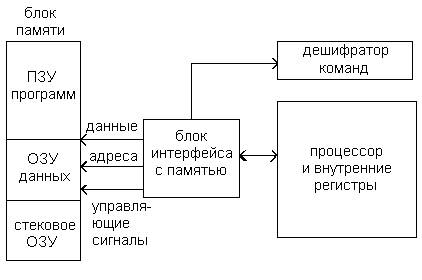 блок
памяти
ПЗУ
программ
ОЗУ
данных
стековое
ОЗУ
данные
адреса
управля-
ющие
сигналы
блок
интерфейса
с памятью
дешифратор
команд
процессор
и внутренние
регистры